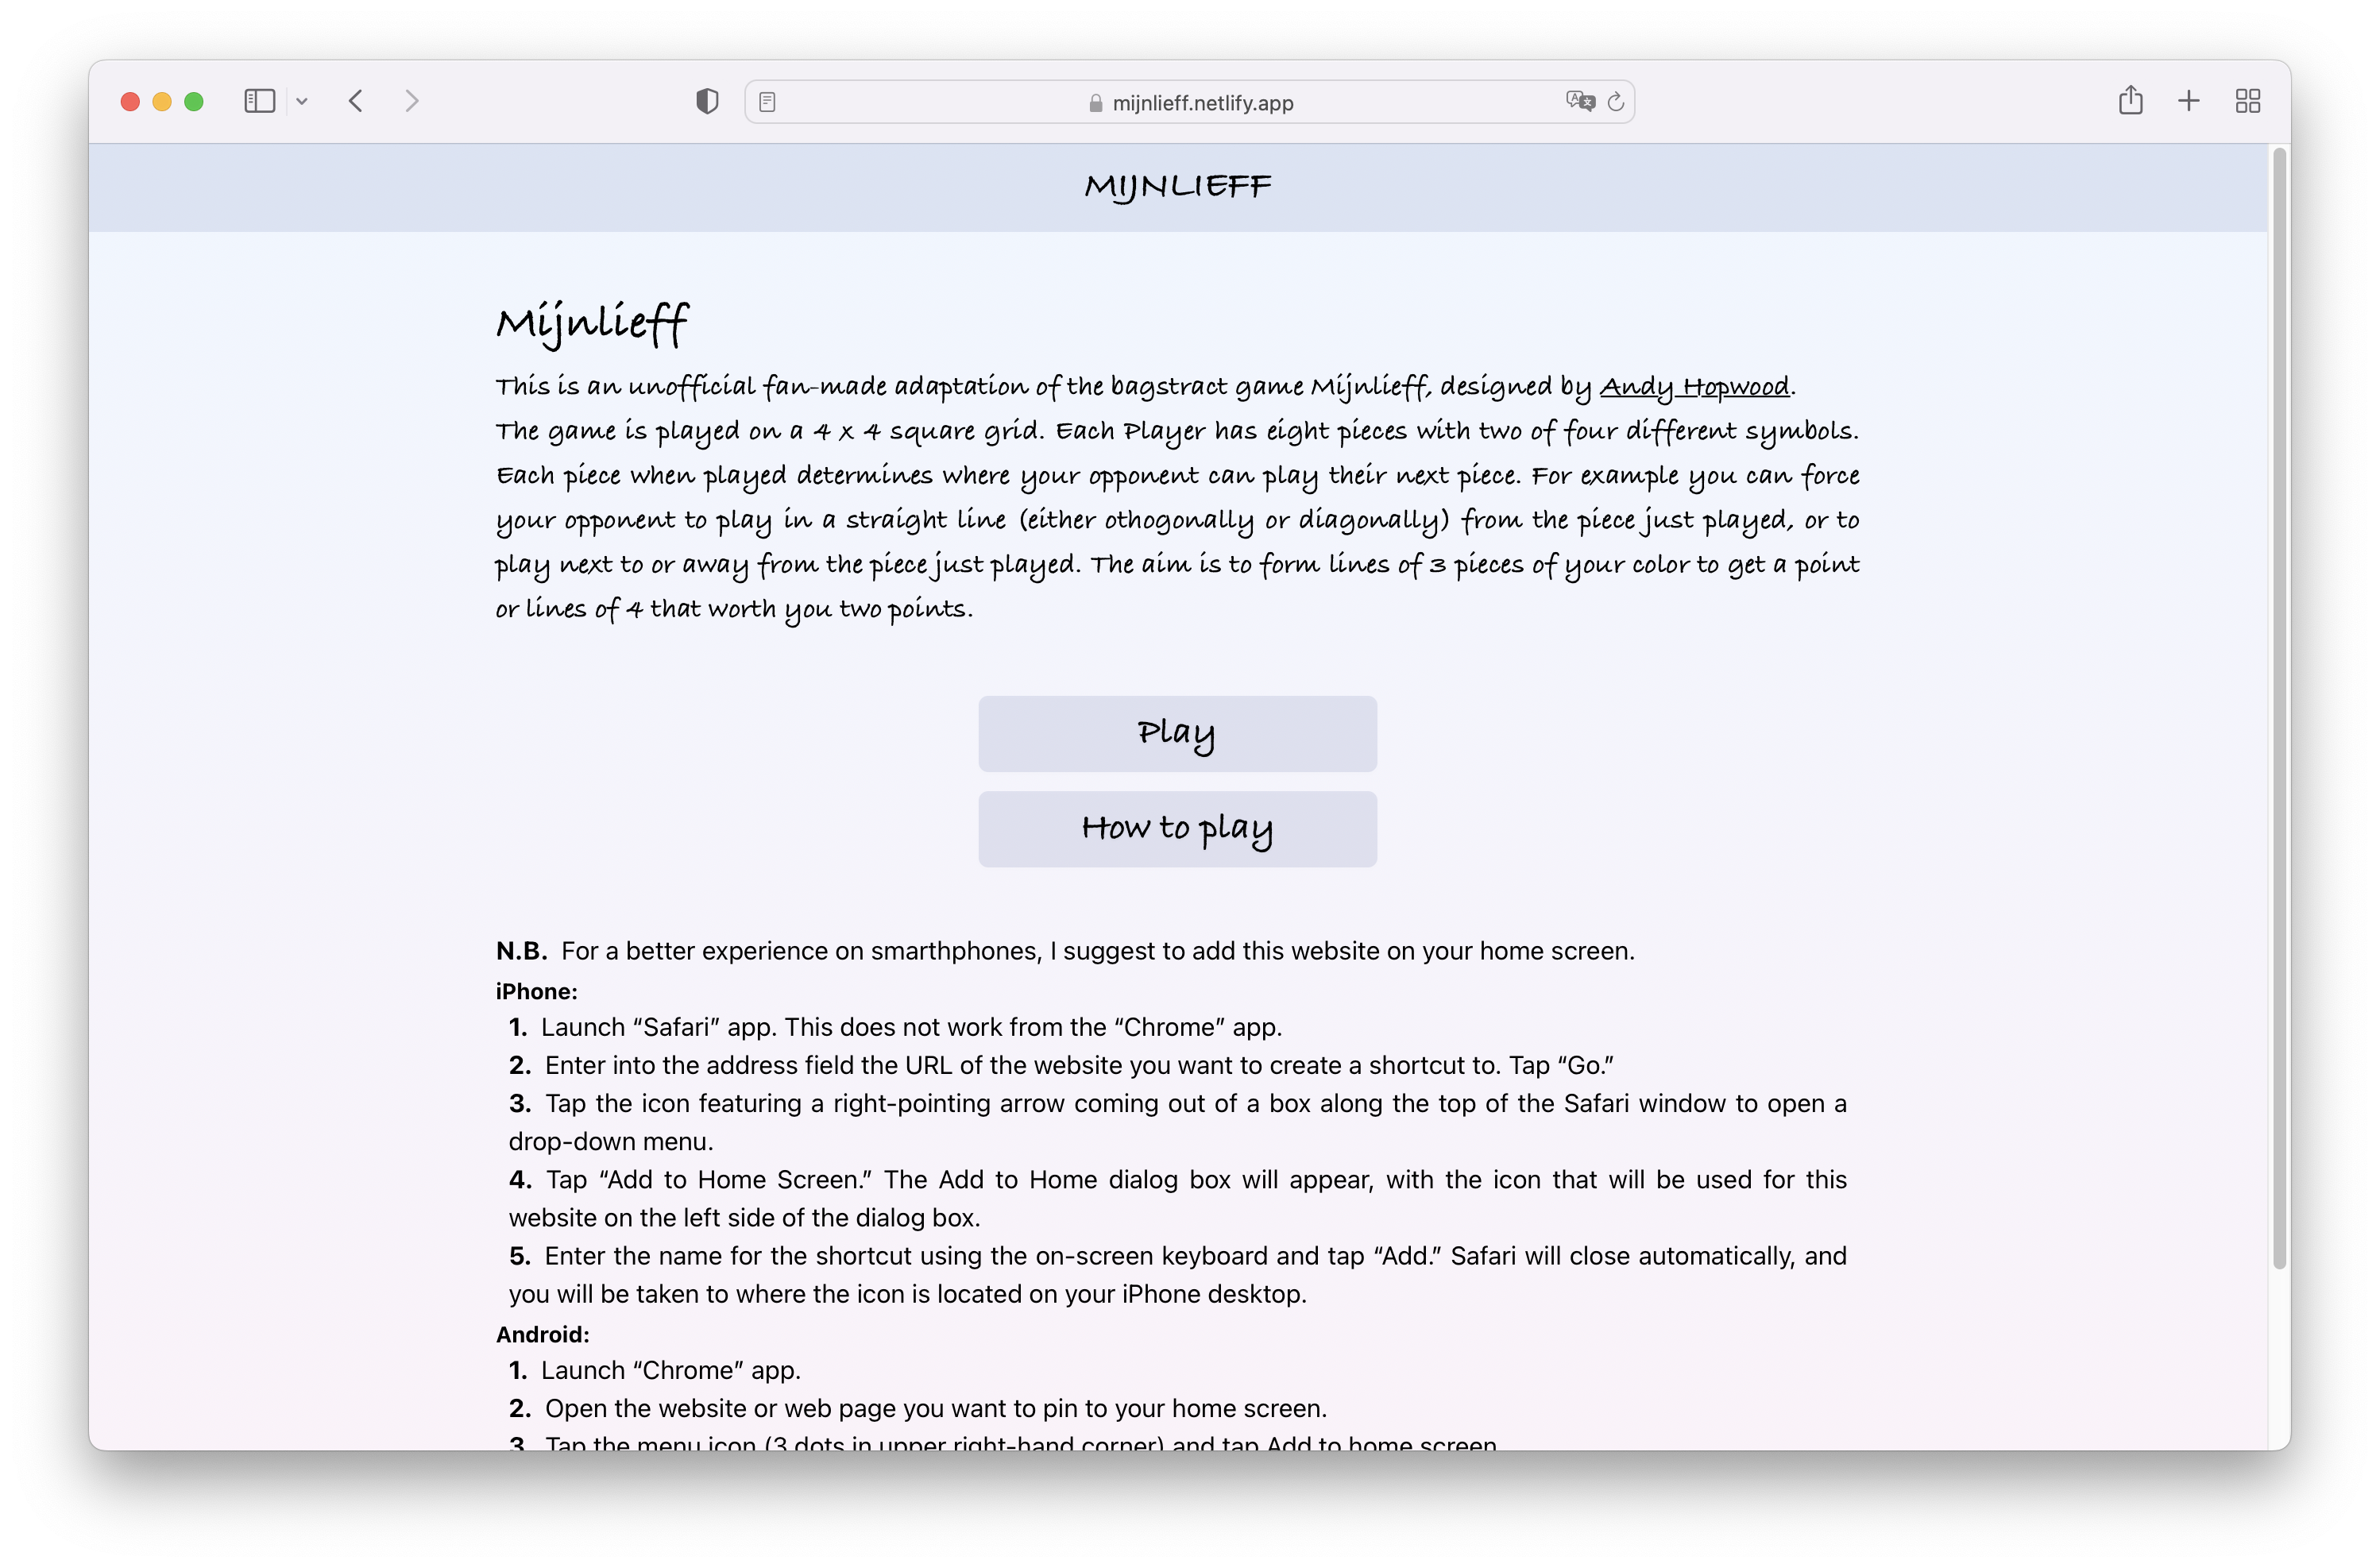 mijnlieff.netlify.app
MIJNLIEFF
Mijnlieff
This is an unofficial fan-made adaptation of the bagstract game Mijnlieff, designed by Andy Hopwood.
The game is played on a 4 x 4 square grid. Each Player has eight pieces with two of four different symbols.
Each piece when played determines where your opponent can play their next piece. For example you can force
your opponent to play in a straight line (either othogonally or diagonally) from the piece just played, or to
play next to or away from the piece just played. The aim is to form lines of 3 pieces of your color to get a point
or lines of 4 that worth you two points.
Play
How to play
N.B. For a better experience on smarthphones, I suggest to add this website on your home screen.
iPhone:
1. Launch “Safari” app. This does not work from the “Chrome” app.
2. Enter into the address field the URL of the website you want to create a shortcut to. Tap “Go.”
3. Tap the icon featuring a right-pointing arrow coming out of a box along the top of the Safari window to open a
drop-down menu.
4. Tap “Add to Home Screen.” The Add to Home dialog box will appear, with the icon that will be used for this
website on the left side of the dialog box.
5. Enter the name for the shortcut using the on-screen keyboard and tap “Add.” Safari will close automatically, and
you will be taken to where the icon is located on your iPhone desktop.
Android:
1. Launch “Chrome” app.
2. Open the website or web page you want to pin to your home screen.
3. Tap the menu icon (3 dots in upper right-hand corner) and tap Add to home screen